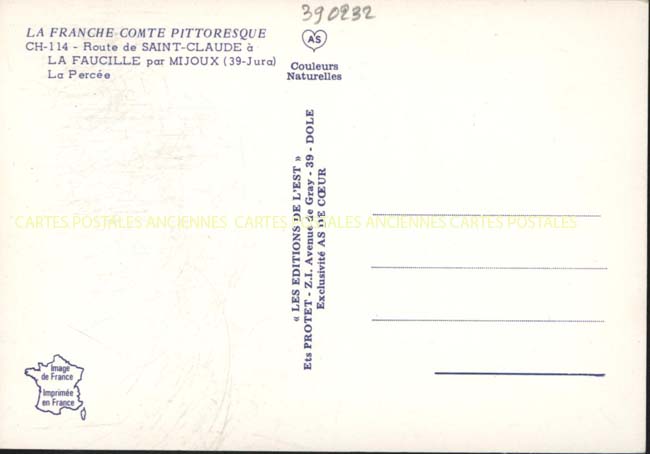 390232
LA FRANCHE-COMTE PITTORESQUE
CH-114 - Route de SAINT-CLAUDE à
LA FAUCILLE par MIJOUX (39-Jura)
La Percée
AS
Couleurs
Naturelles
« LES EDITIONS DE L'EST »
Ets PROTET - Z.I. Avenue de Gray - 39 - DOLE
Exclusivité AS DE CŒUR
CARTES POSTALES ANCIENNES CARTES POSTALES ANCIENNES CARTES POSTALES
Image
de France
Imprimée
en France